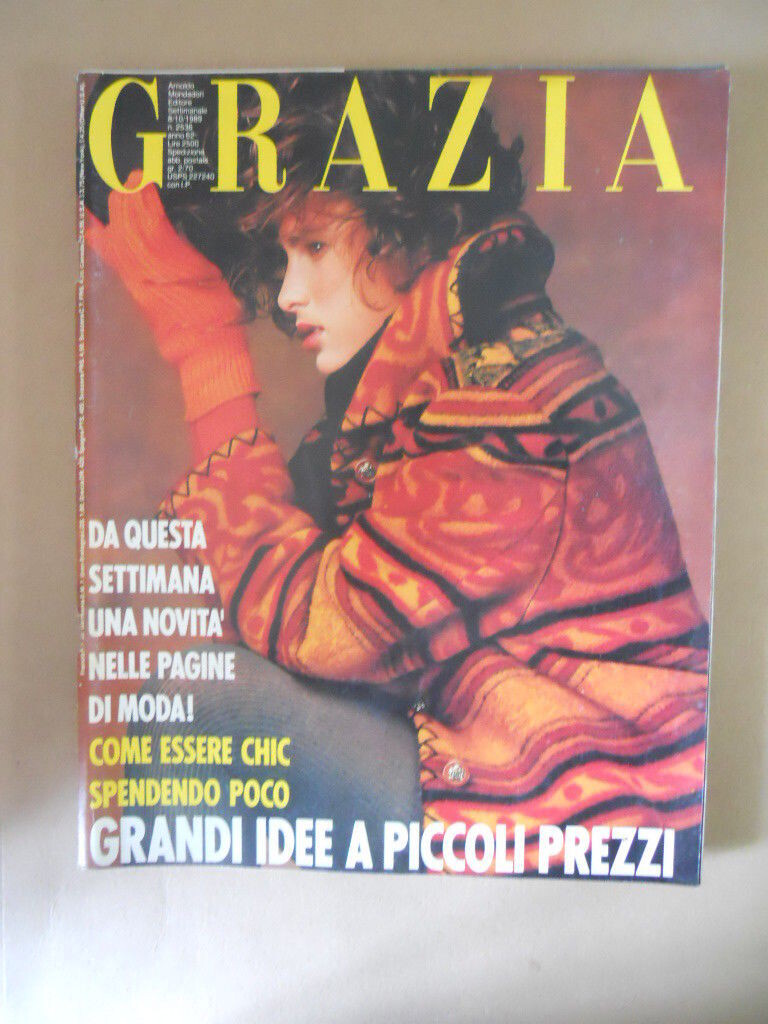 GRAZIA
Arnoldo
Mondadori
Editore
Settimanale
8/10/1989
n. 2536
anno 62°
Lire 2500
Spedizione
abb. postale
gr. 2/70
USPS 227240
con I.P.
DA QUESTA
SETTIMANA
UNA NOVITA'
NELLE PAGINE
DI MODA!
COME ESSERE CHIC
SPENDENDO POCO
GRANDI IDEE A PICCOLI PREZZI